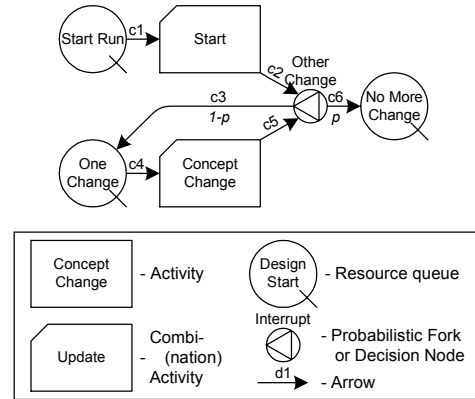 Start Run
c1
Start
c2
Other
Change
c3
1-p
c5
c6
p
No More
Change
One
Change
c4
Concept
Change
Concept
Change
- Activity
Design
Start
- Resource queue
Update
Combi-
- (nation)
Activity
Interrupt
- Probabilistic Fork
or Decision Node
d1
- Arrow